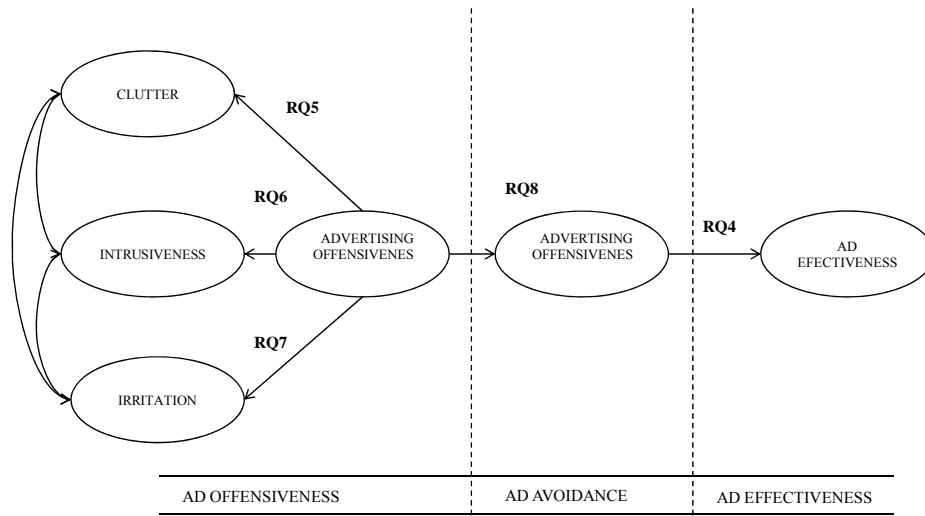 CLUTTER
RQ5
RQ6
RQ8
RQ4
INTRUSIVENESS
ADVERTISING
OFFENSIVENES
ADVERTISING
OFFENSIVENES
AD
EFECTIVENESS
RQ7
IRRITATION
AD OFFENSIVENESS
AD AVOIDANCE
AD EFFECTIVENESS